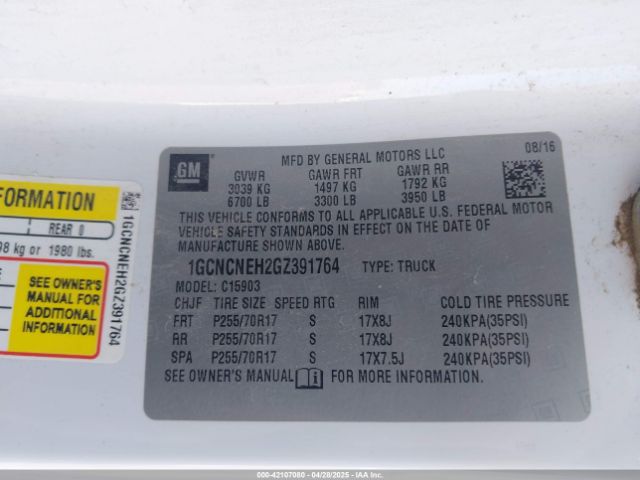 FORMATION
REAR 0
98 kg or 1980 lbs.
SEE OWNER'S
MANUAL FOR
ADDITIONAL
INFORMATION
1GCNCNEH2GZ391764
GM
MFD BY GENERAL MOTORS LLC
08/16
GVWR GAWR FRT GAWR RR
3039 KG 1497 KG 1792 KG
6700 LB 3300 LB 3950 LB
THIS VEHICLE CONFORMS TO ALL APPLICABLE U.S. FEDERAL MOTOR
VEHICLE SAFETY STANDARDS IN EFFECT ON THE DATE OF
MANUFACTURE SHOWN ABOVE.
1GCNCNEH2GZ391764 TYPE: TRUCK
MODEL: C15903
CHJF TIRE SIZE SPEED RTG RIM COLD TIRE PRESSURE
FRT P255/70R17 S 17X8J 240KPA(35PSI)
RR P255/70R17 S 17X8J 240KPA(35PSI)
SPA P255/70R17 S 17X7.5J 240KPA(35PSI)
SEE OWNER'S MANUAL FOR MORE INFORMATION.
000-42107080 - 04/28/2025 - IAA, Inc.